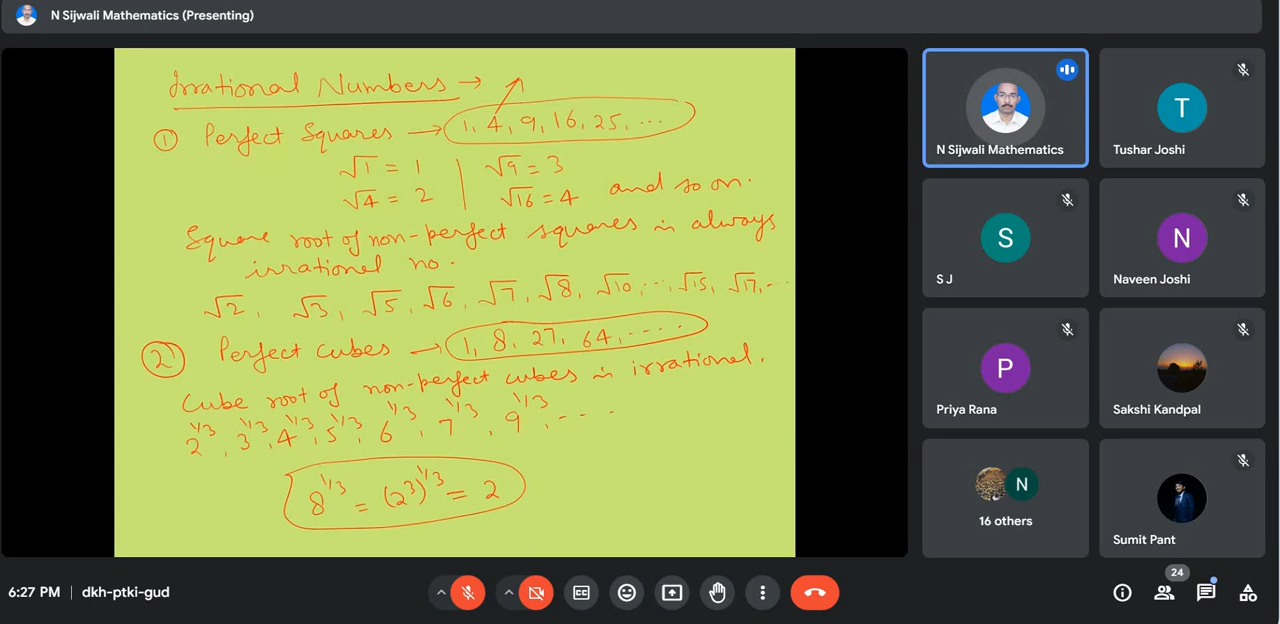 N Sijwali Mathematics (Presenting)
Irrational Numbers →
① Perfect Squares → 1, 4, 9, 16, 25, ...
√1 = 1 | √9 = 3
√4 = 2 | √16 = 4 and so on.
Square root of non-perfect squares is always
irrational no.
√2, √3, √5, √6, √7, √8, √10, ..., √15, √17, ...
② Perfect cubes → 1, 8, 27, 64, .....
Cube root of non-perfect cubes is irrational.
2^1/3, 3^1/3, 4^1/3, 5^1/3, 6^1/3, 7^1/3, 9^1/3, ....
8^1/3 = (2^3)^1/3 = 2
N Sijwali Mathematics
T
Tushar Joshi
S
S J
N
Naveen Joshi
P
Priya Rana
Sakshi Kandpal
N
16 others
Sumit Pant
6:27 PM | dkh-ptki-gud
CC
24